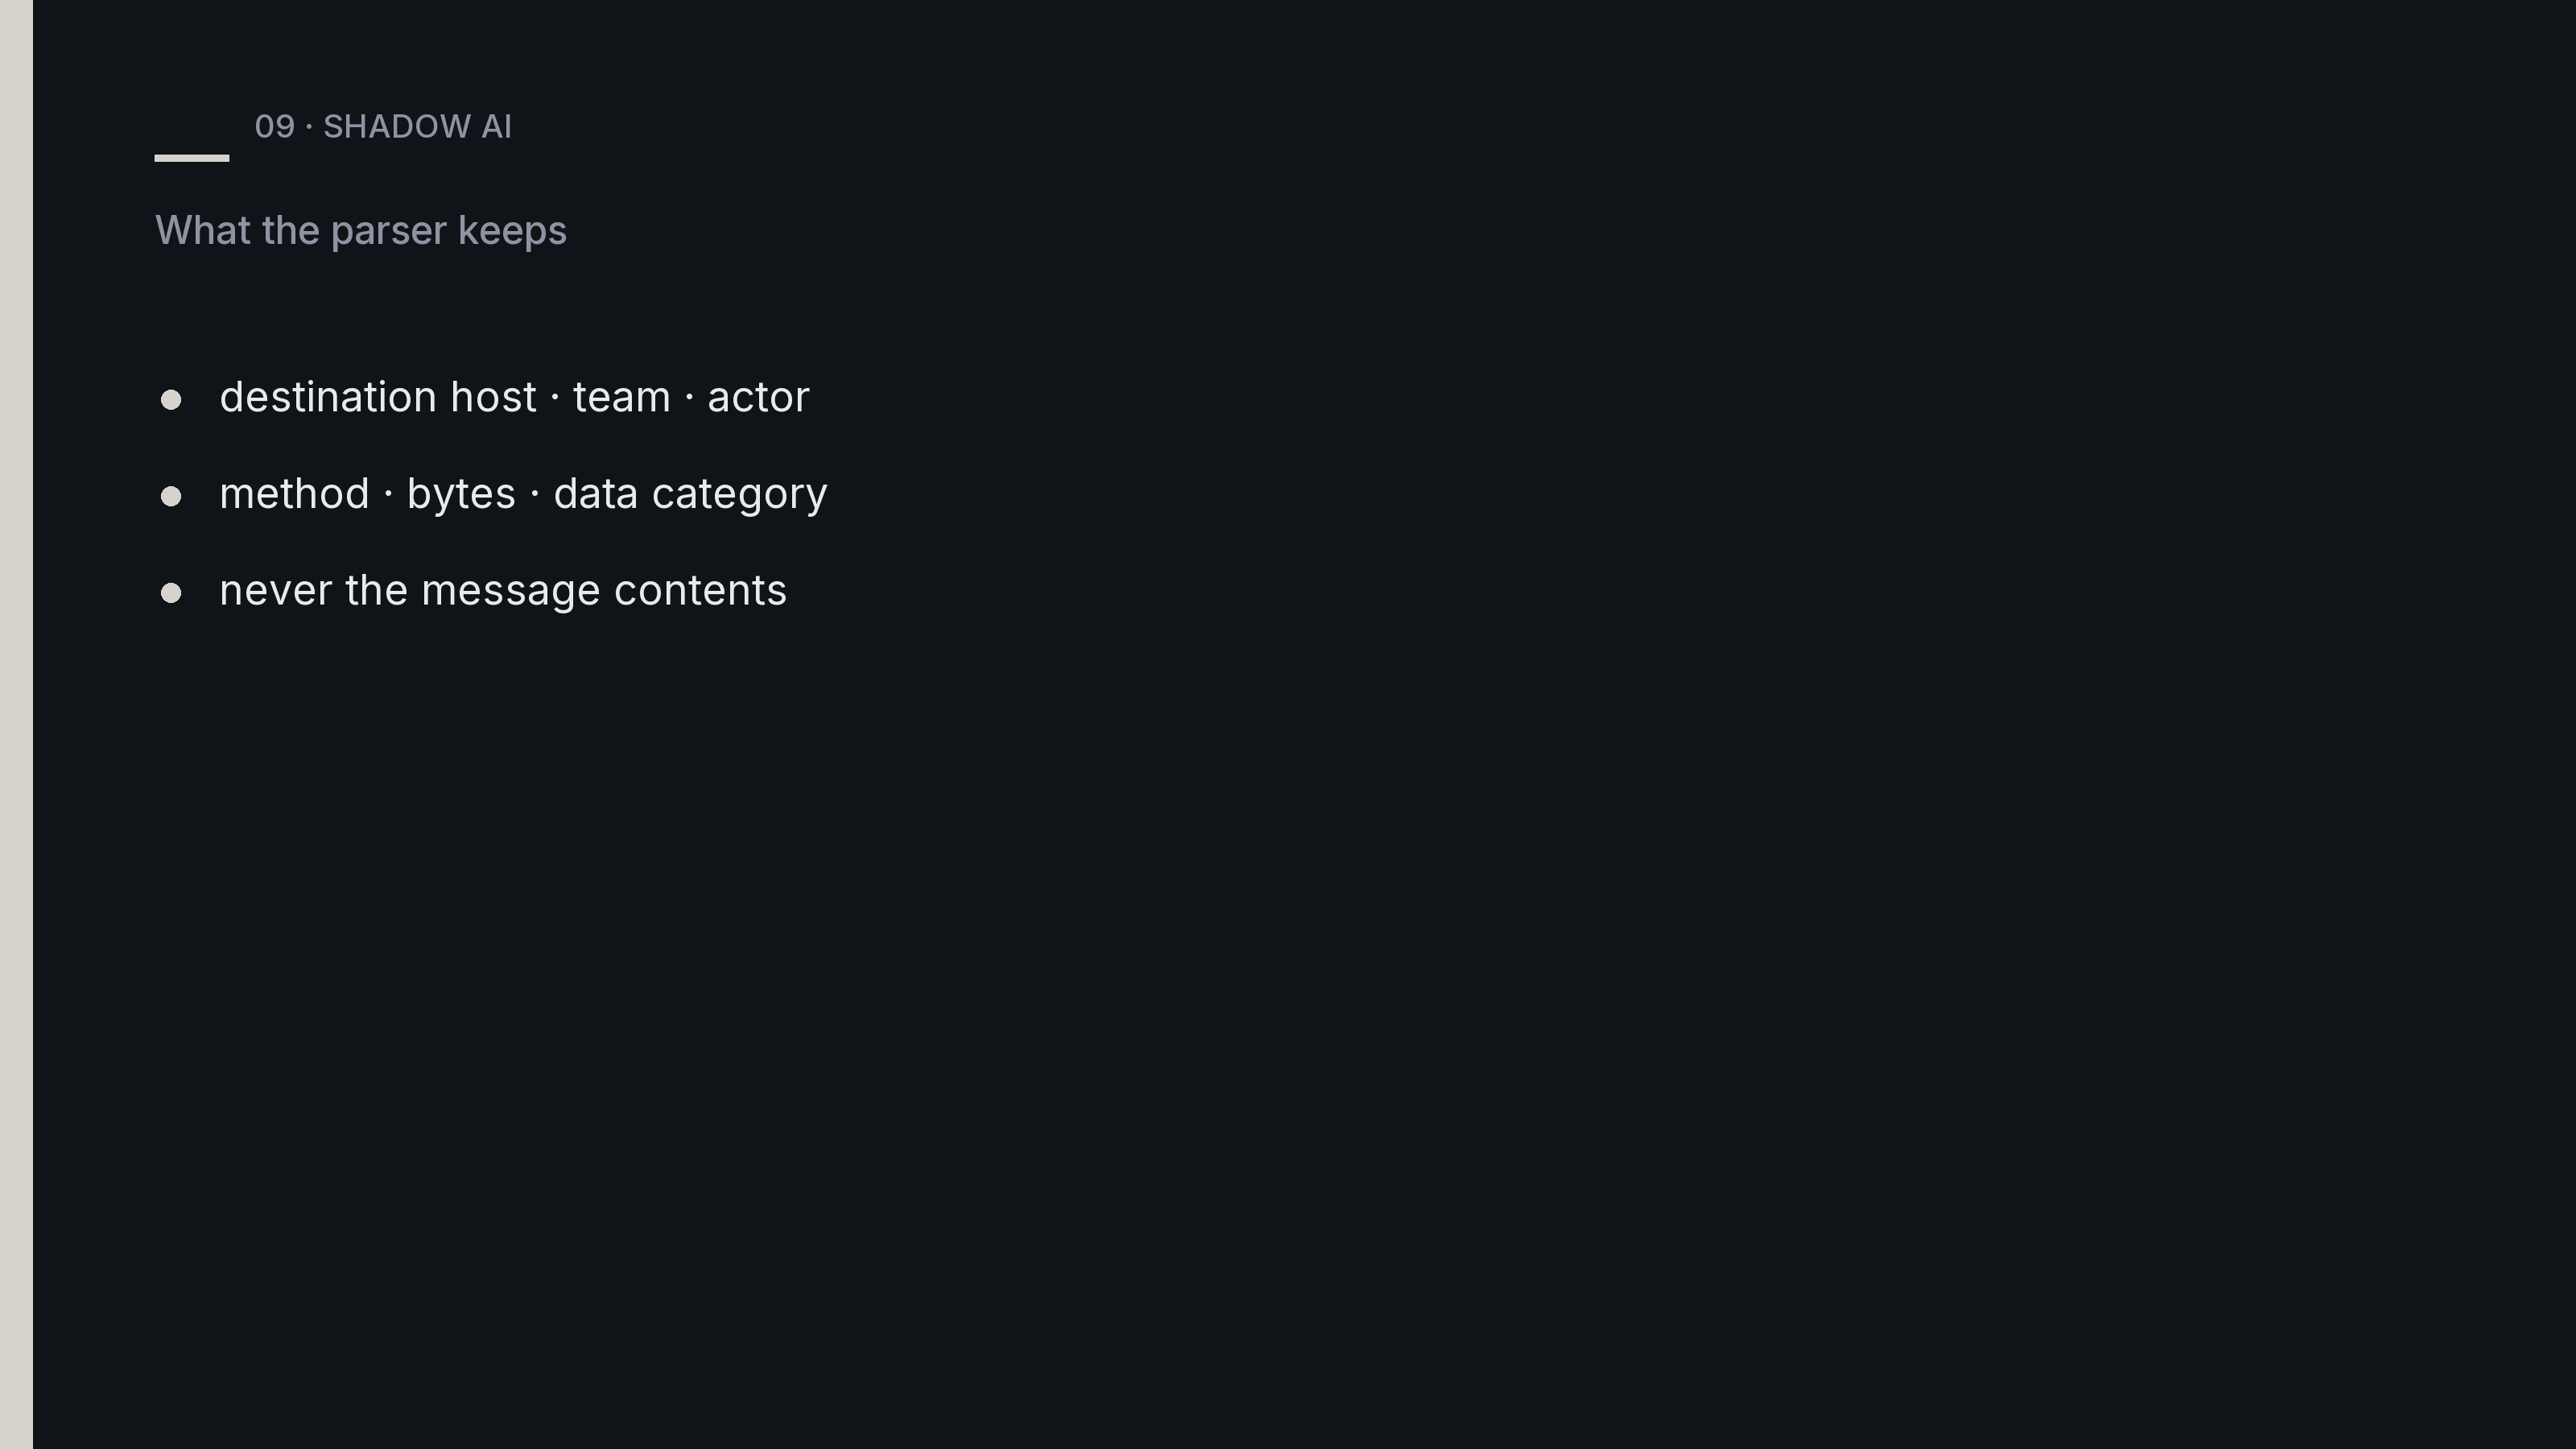 09 · SHADOW AI
What the parser keeps
destination host · team · actor
method · bytes · data category
never the message contents